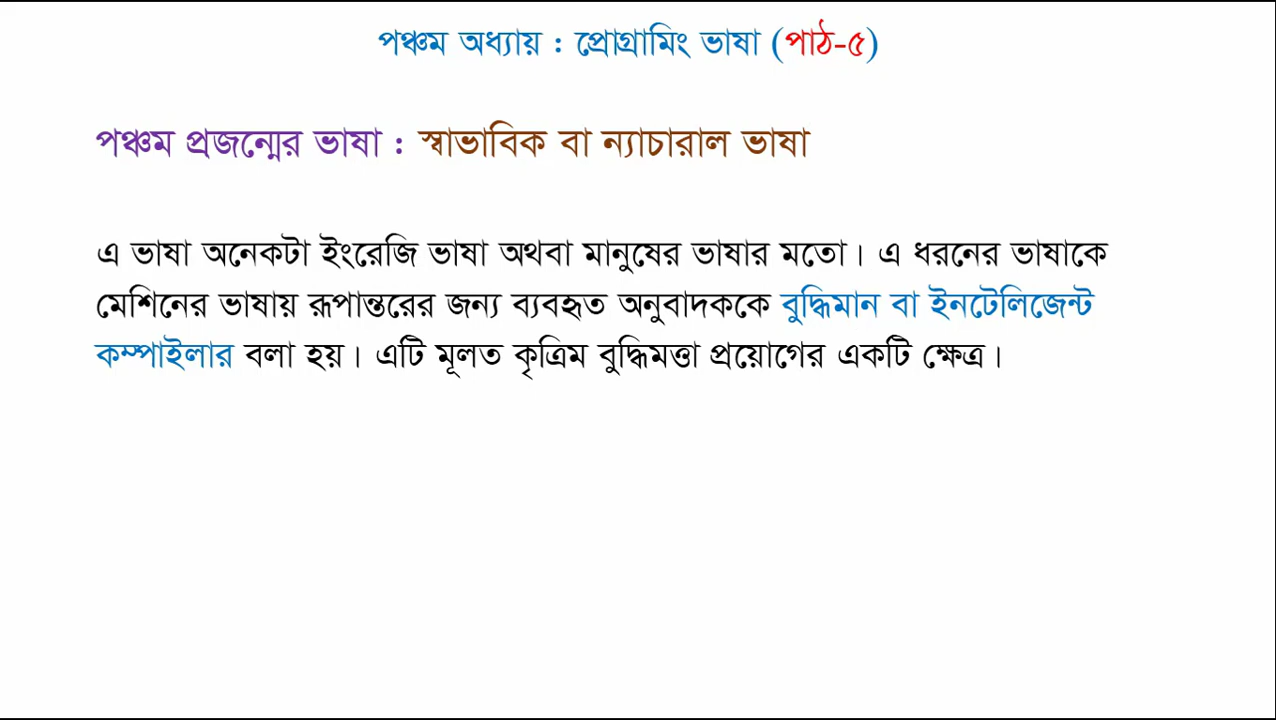 পঞ্চম অধ্যায় : প্রোগ্রামিং ভাষা (পাঠ-৫)
পঞ্চম প্রজন্মের ভাষা : স্বাভাবিক বা ন্যাচারাল ভাষা
এ ভাষা অনেকটা ইংরেজি ভাষা অথবা মানুষের ভাষার মতো। এ ধরনের ভাষাকে
মেশিনের ভাষায় রূপান্তরের জন্য ব্যবহৃত অনুবাদককে বুদ্ধিমান বা ইনটেলিজেন্ট
কম্পাইলার বলা হয়। এটি মূলত কৃত্রিম বুদ্ধিমত্তা প্রয়োগের একটি ক্ষেত্র।